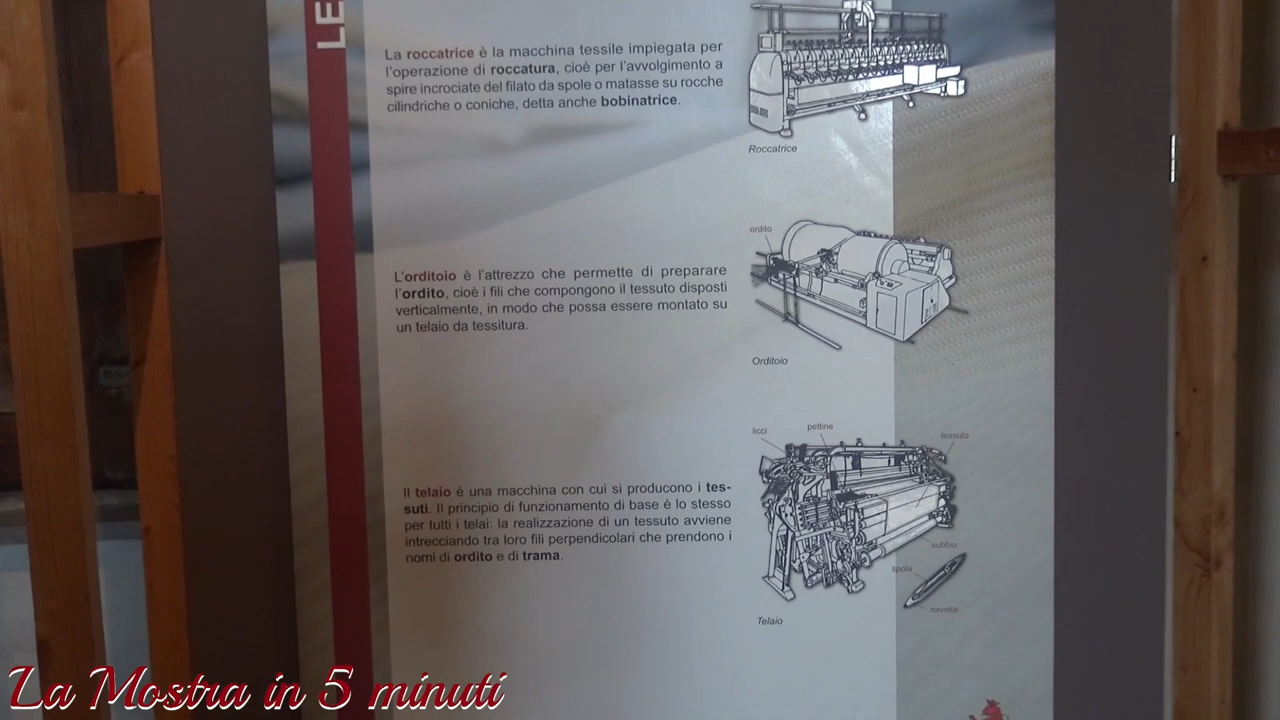 LE
La roccatrice è la macchina tessile impiegata per
l'operazione di roccatura, cioè per l'avvolgimento a
spire incrociate del filato da spole o matasse su rocche
cilindriche o coniche, detta anche bobinatrice.
Roccatrice
L'orditoio è l'attrezzo che permette di preparare
l'ordito, cioè i fili che compongono il tessuto disposti
verticalmente, in modo che possa essere montato su
un telaio da tessitura.
ordito
Orditoio
Il telaio è una macchina con cui si producono i tes-
suti. Il principio di funzionamento di base è lo stesso
per tutti i telai: la realizzazione di un tessuto avviene
intrecciando tra loro fili perpendicolari che prendono i
nomi di ordito e di trama.
licci
pettine
tessuto
subbio
spola
navetta
Telaio
La Mostra in 5 minuti